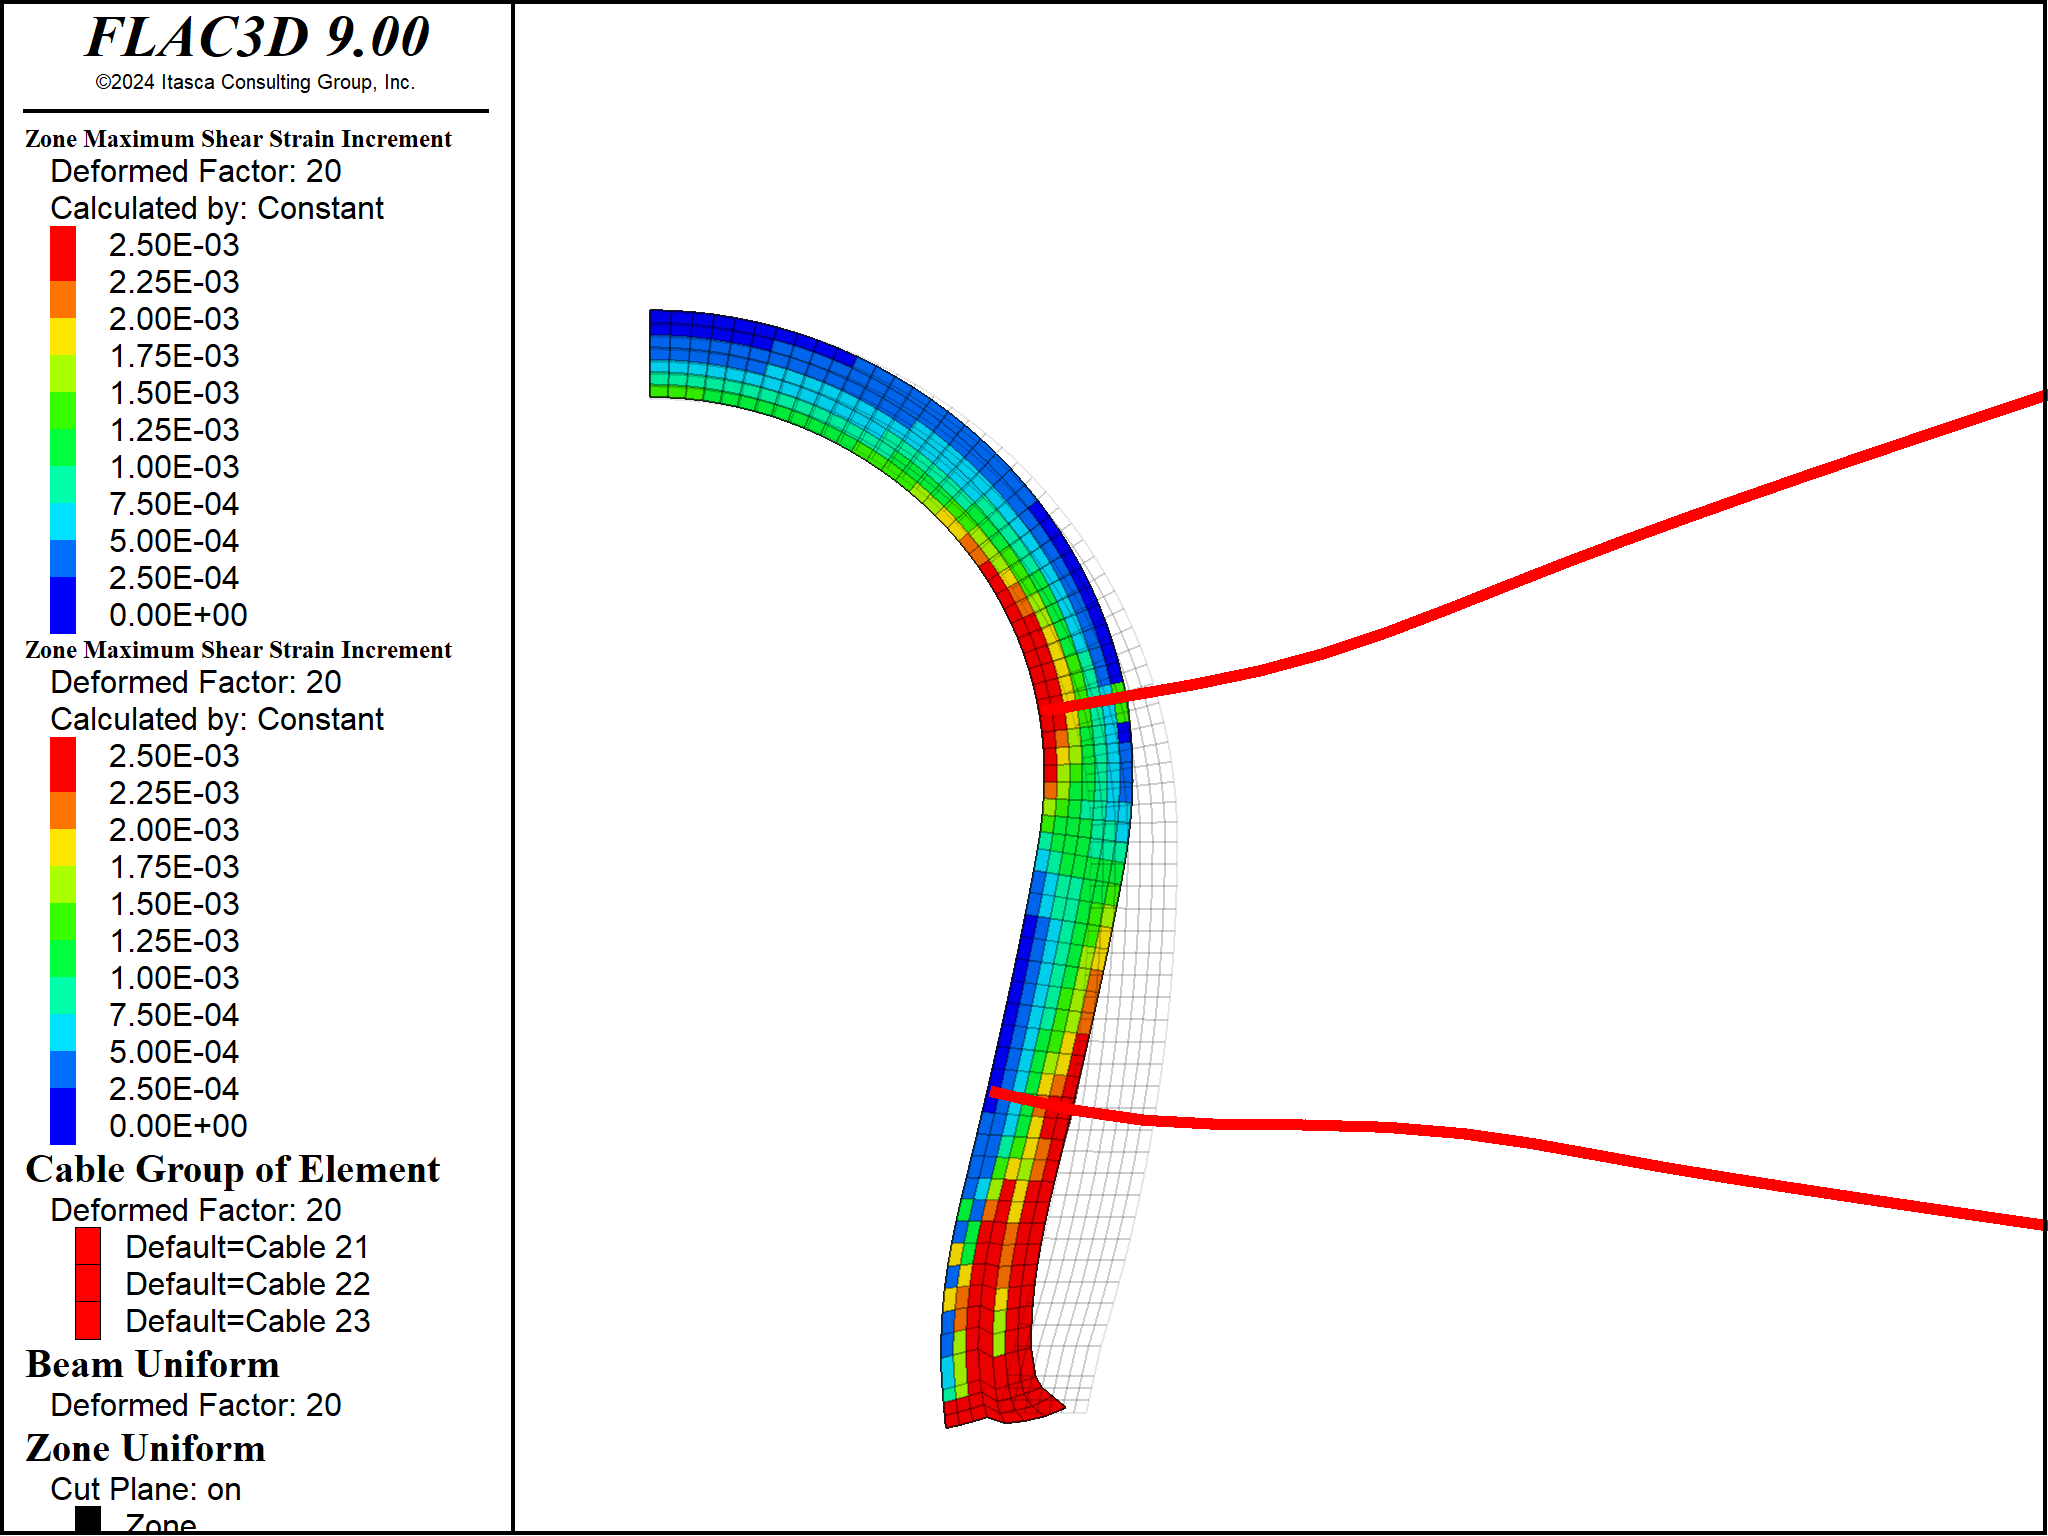 FLAC3D 9.00
©2024 Itasca Consulting Group, Inc.
Zone Maximum Shear Strain Increment
Deformed Factor: 20
Calculated by: Constant
2.50E-03
2.25E-03
2.00E-03
1.75E-03
1.50E-03
1.25E-03
1.00E-03
7.50E-04
5.00E-04
2.50E-04
0.00E+00
Zone Maximum Shear Strain Increment
Deformed Factor: 20
Calculated by: Constant
2.50E-03
2.25E-03
2.00E-03
1.75E-03
1.50E-03
1.25E-03
1.00E-03
7.50E-04
5.00E-04
2.50E-04
0.00E+00
Cable Group of Element
Deformed Factor: 20
Default=Cable 21
Default=Cable 22
Default=Cable 23
Beam Uniform
Deformed Factor: 20
Zone Uniform
Cut Plane: on
Zone